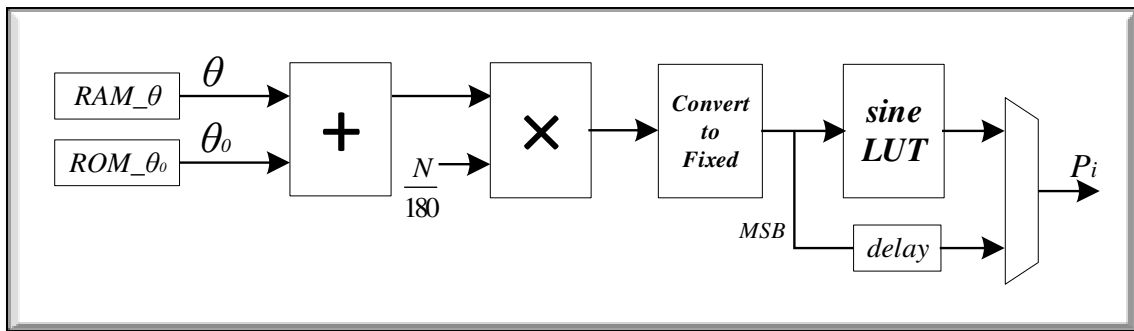 RAM_θ
θ
ROM_θ₀
θ₀
+
N
180
×
Convert
to
Fixed
MSB
sine
LUT
delay
Pi